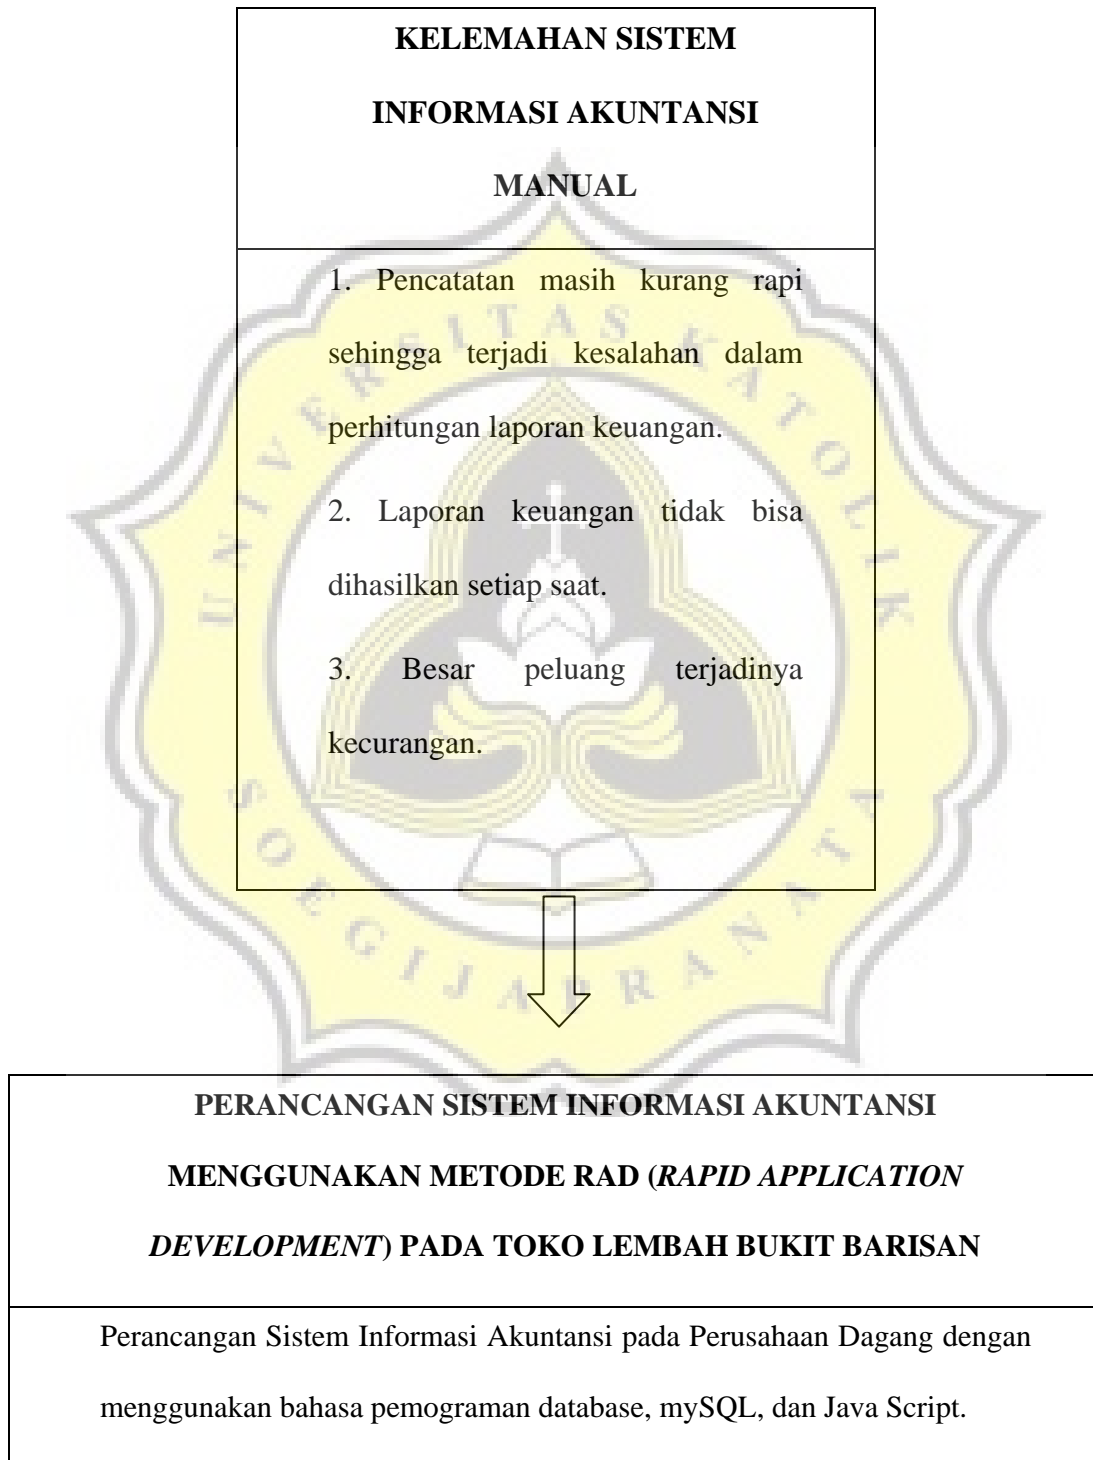 KELEMAHAN SISTEM
INFORMASI AKUNTANSI
MANUAL
1. Pencatatan masih kurang rapi
sehingga terjadi kesalahan dalam
perhitungan laporan keuangan.
2. Laporan keuangan tidak bisa
dihasilkan setiap saat.
3. Besar peluang terjadinya
kecurangan.
UNIVERSITAS KATOLIK
SOEGIJAPRANATA
PERANCANGAN SISTEM INFORMASI AKUNTANSI
MENGGUNAKAN METODE RAD (RAPID APPLICATION
DEVELOPMENT) PADA TOKO LEMBAH BUKIT BARISAN
Perancangan Sistem Informasi Akuntansi pada Perusahaan Dagang dengan
menggunakan bahasa pemograman database, mySQL, dan Java Script.